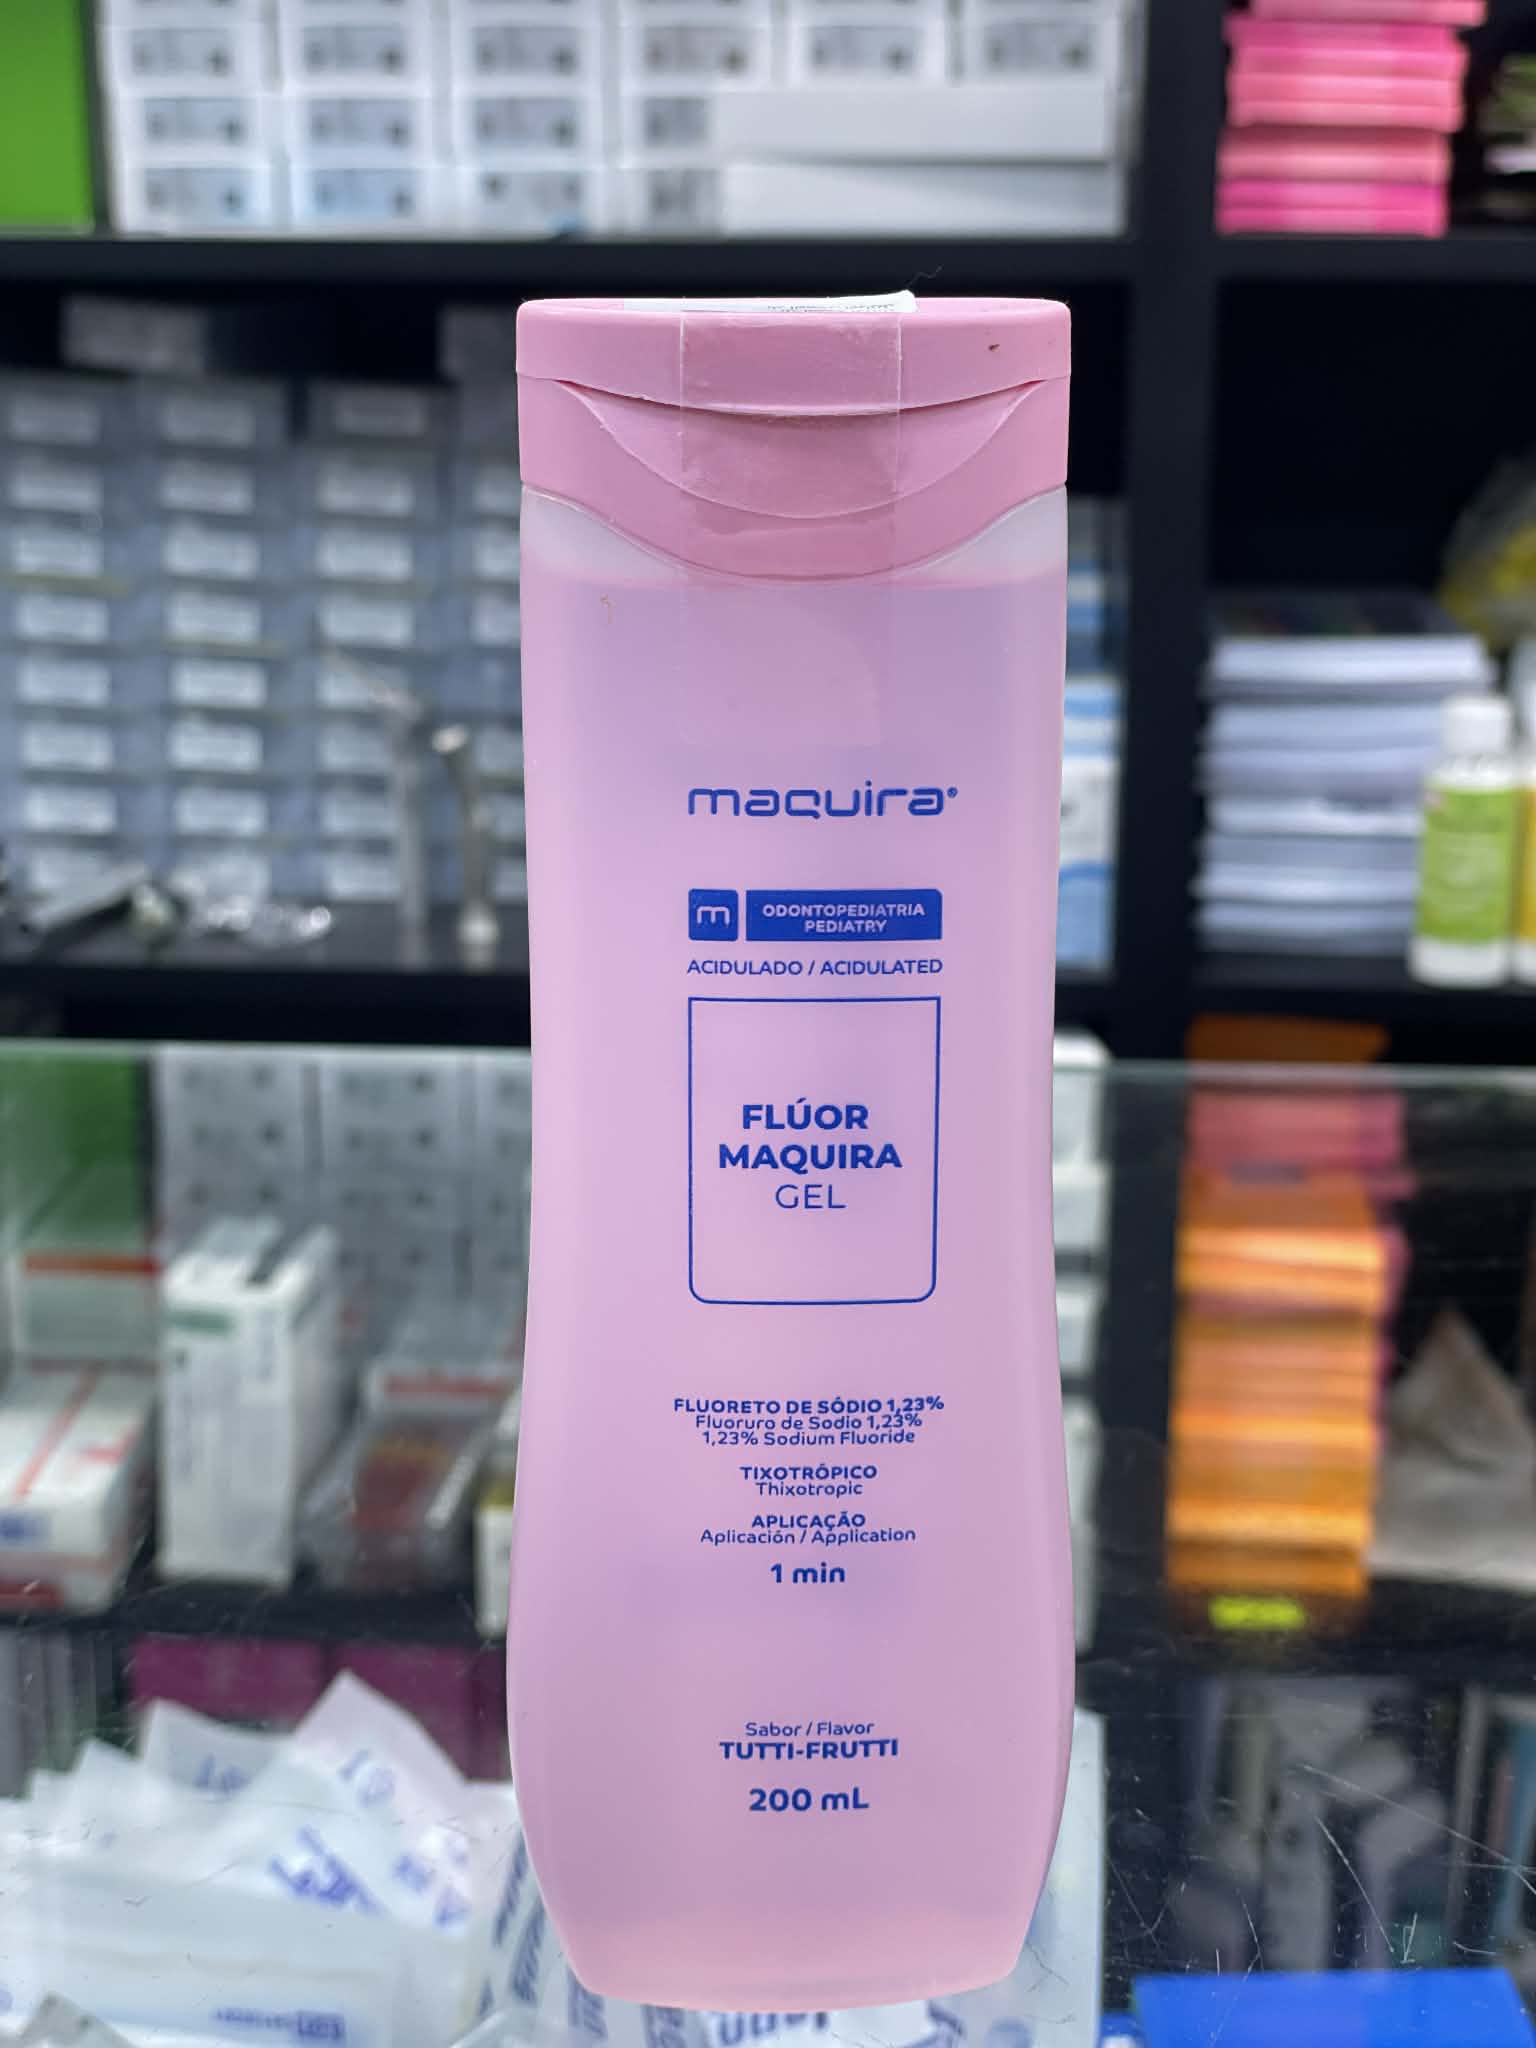 maquira®
m ODONTOPEDIATRIA
PEDIATRY
ACIDULADO / ACIDULATED
FLÚOR
MAQUIRA
GEL
FLUORETO DE SÓDIO 1,23%
Fluoruro de Sodio 1,23%
1,23% Sodium Fluoride
TIXOTRÓPICO
Thixotropic
APLICAÇÃO
Aplicación / Application
1 min
Sabor / Flavor
TUTTI-FRUTTI
200 mL